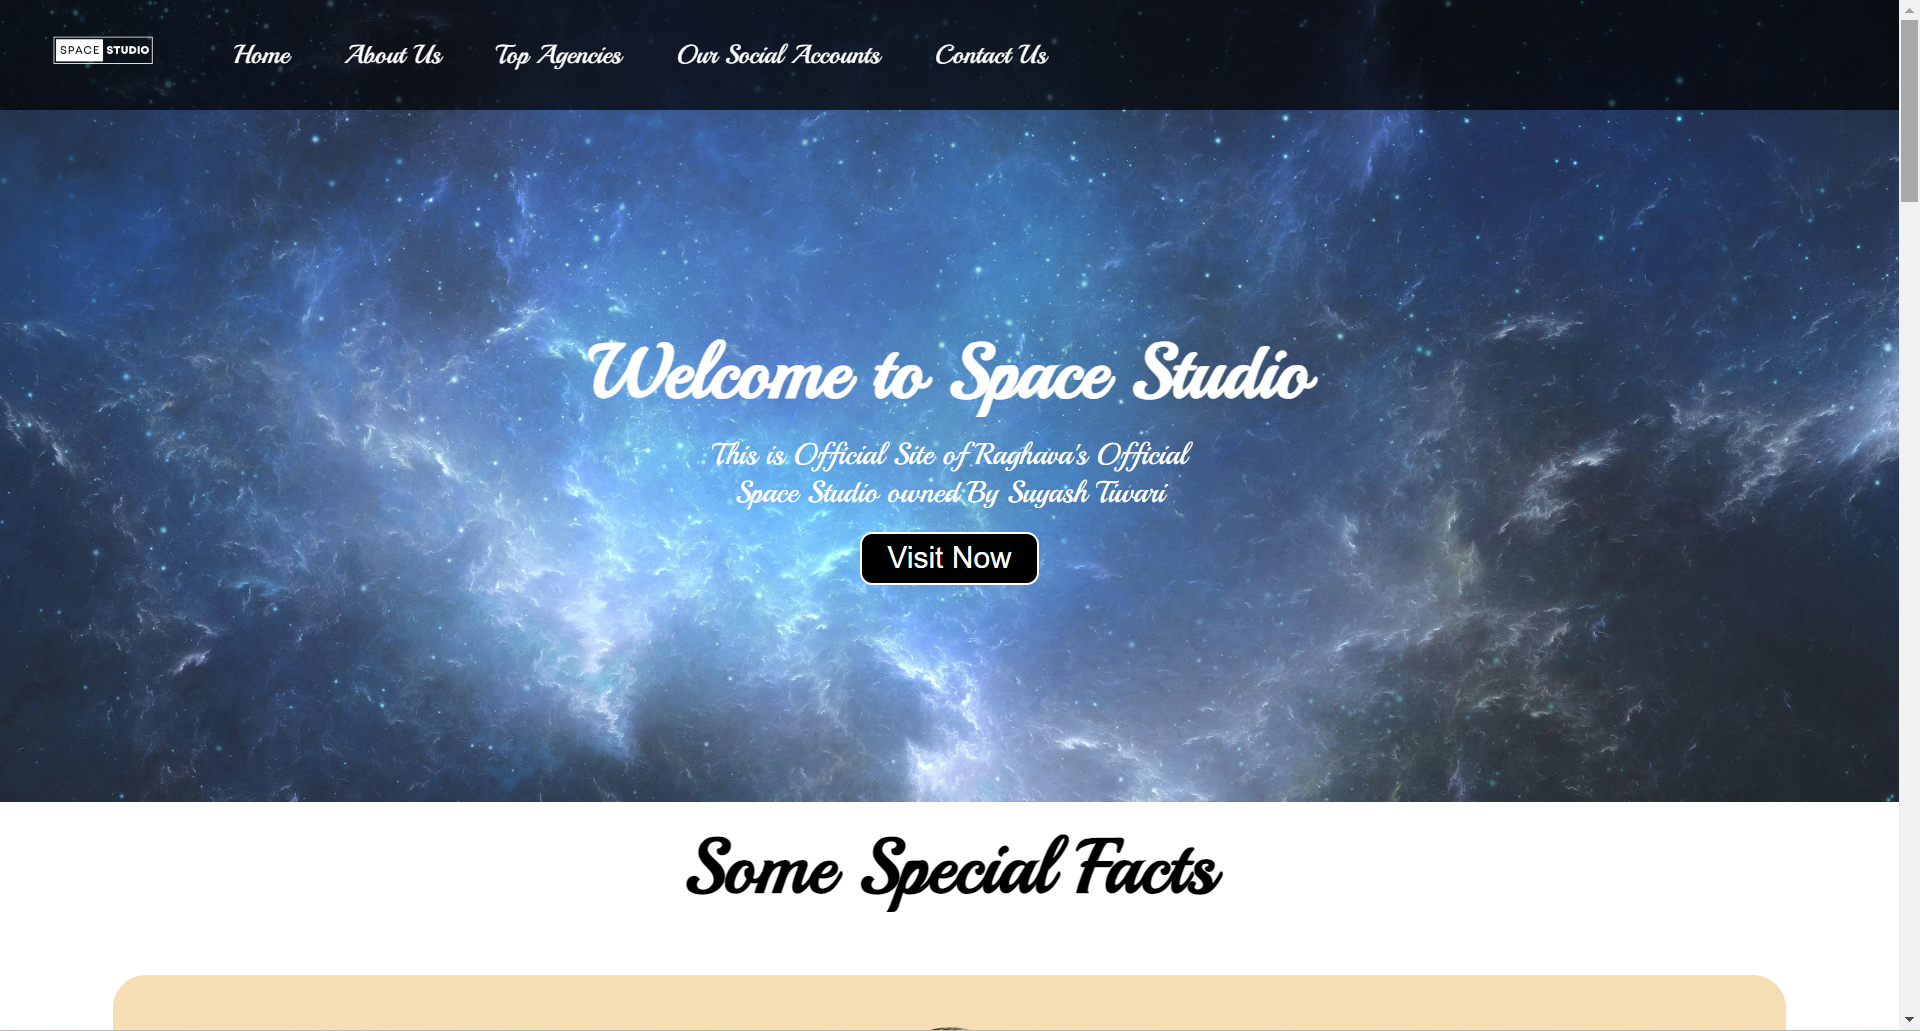 SPACE STUDIO
Home About Us Top Agencies Our Social Accounts Contact Us
Welcome to Space Studio
This is Official Site of Raghava's Official
Space Studio owned By Suyash Tiwari
Visit Now
Some Special Facts